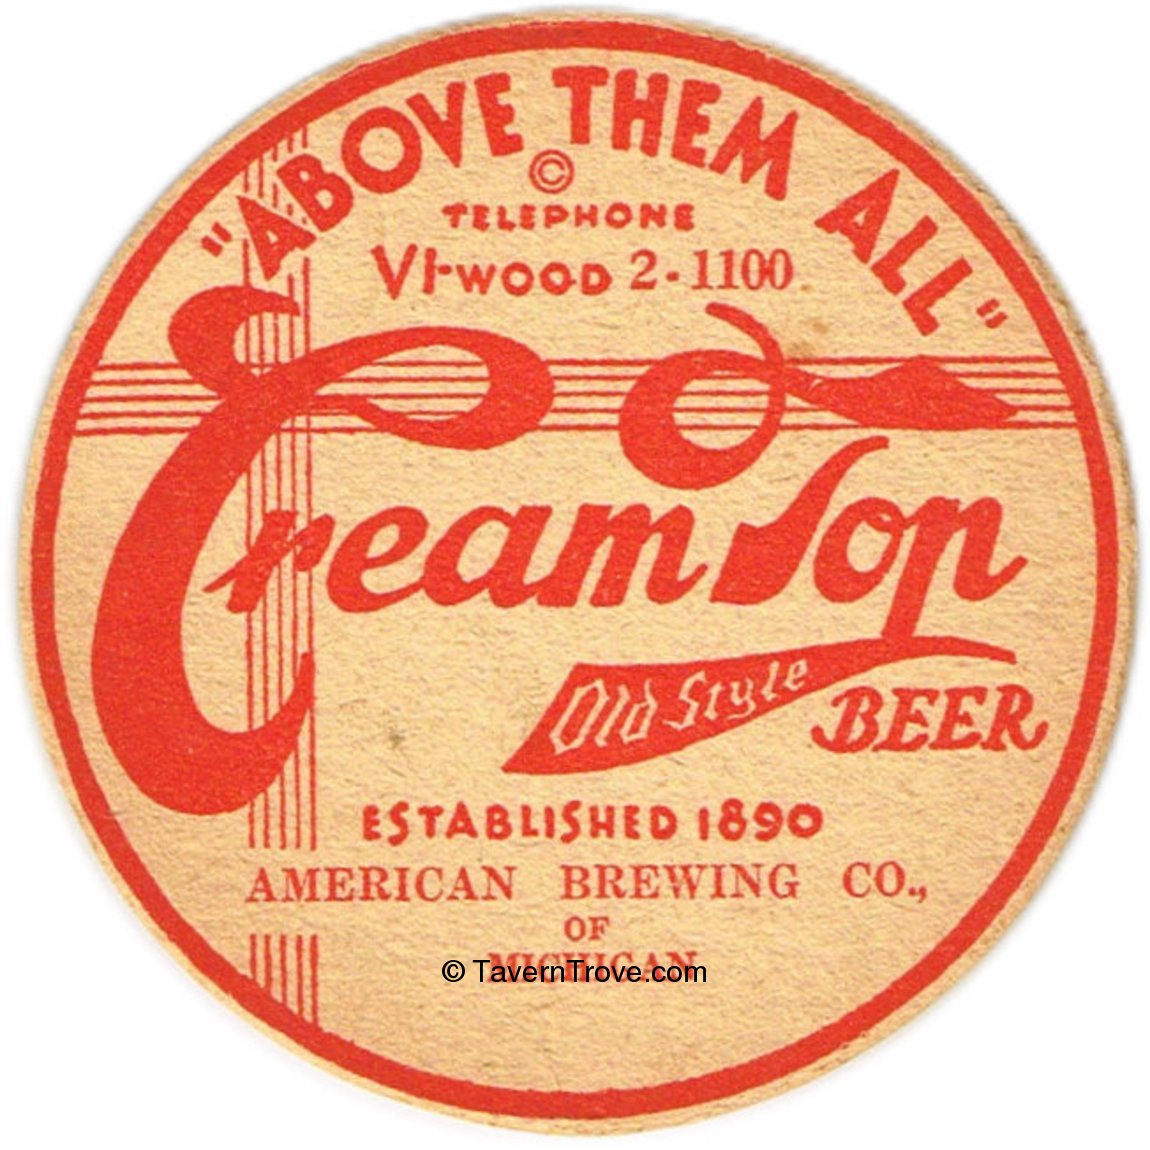 "ABOVE THEM ALL"
©
TELEPHONE
VI-WOOD 2-1100
Cream Top
Old Style
BEER
ESTABLISHED 1890
AMERICAN BREWING CO.,
OF
MICHIGAN
© TavernTrove.com